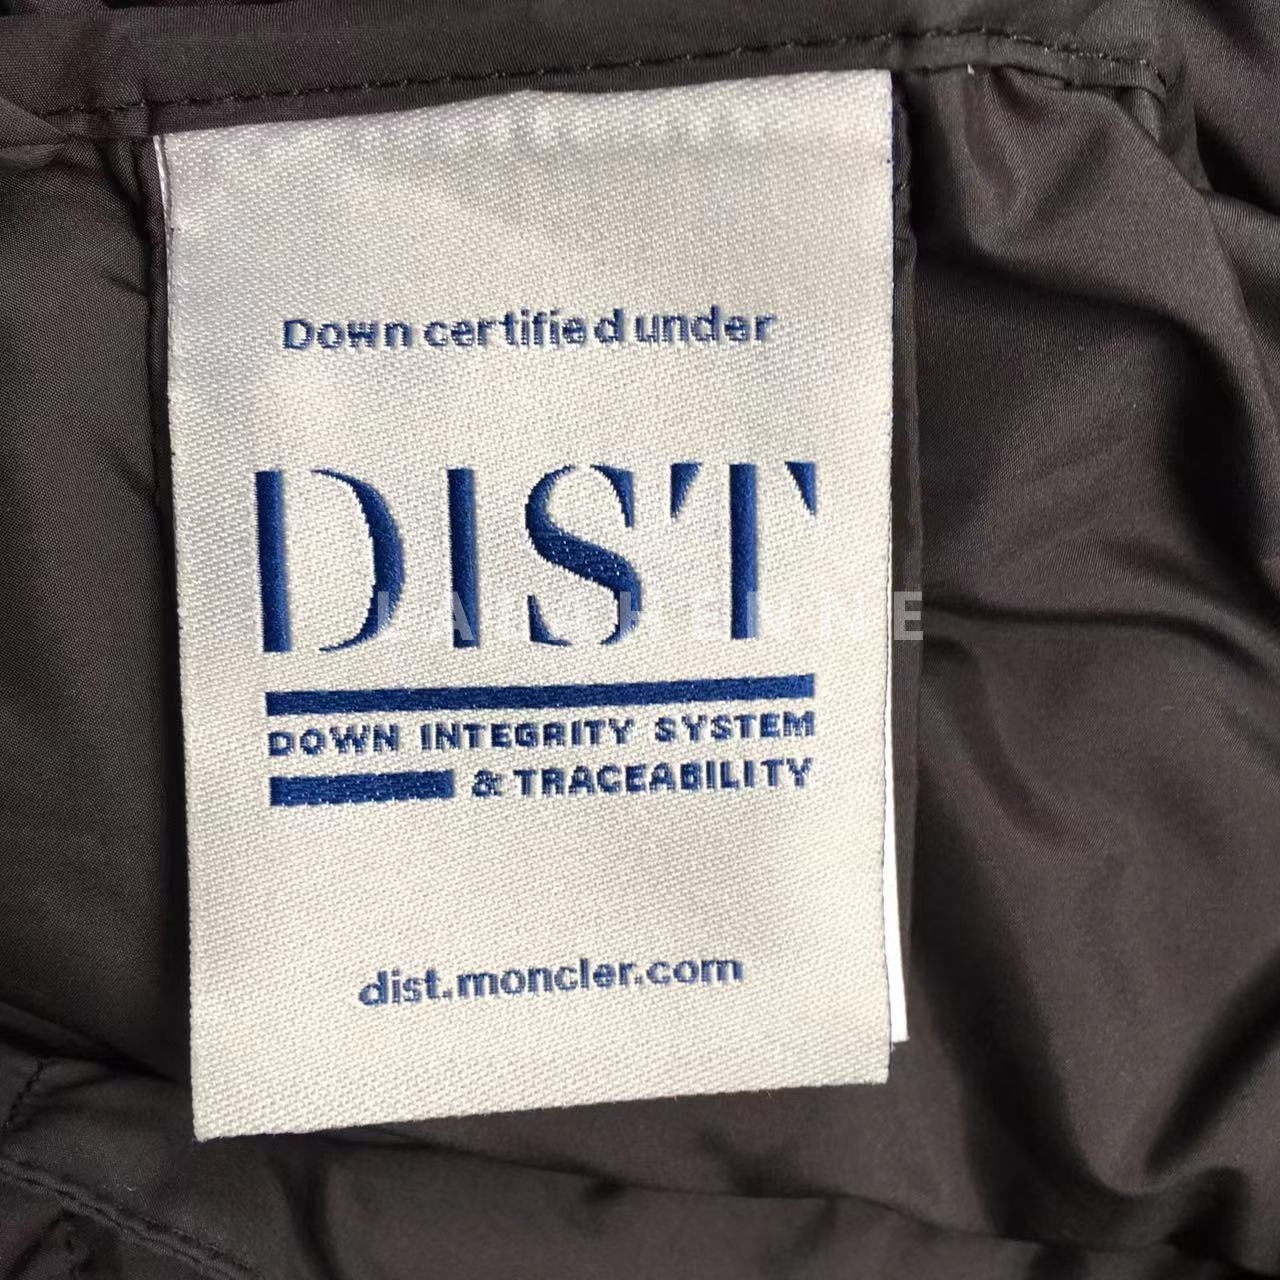 Down certified under
DIST
DOWN INTEGRITY SYSTEM
& TRACEABILITY
dist.moncler.com